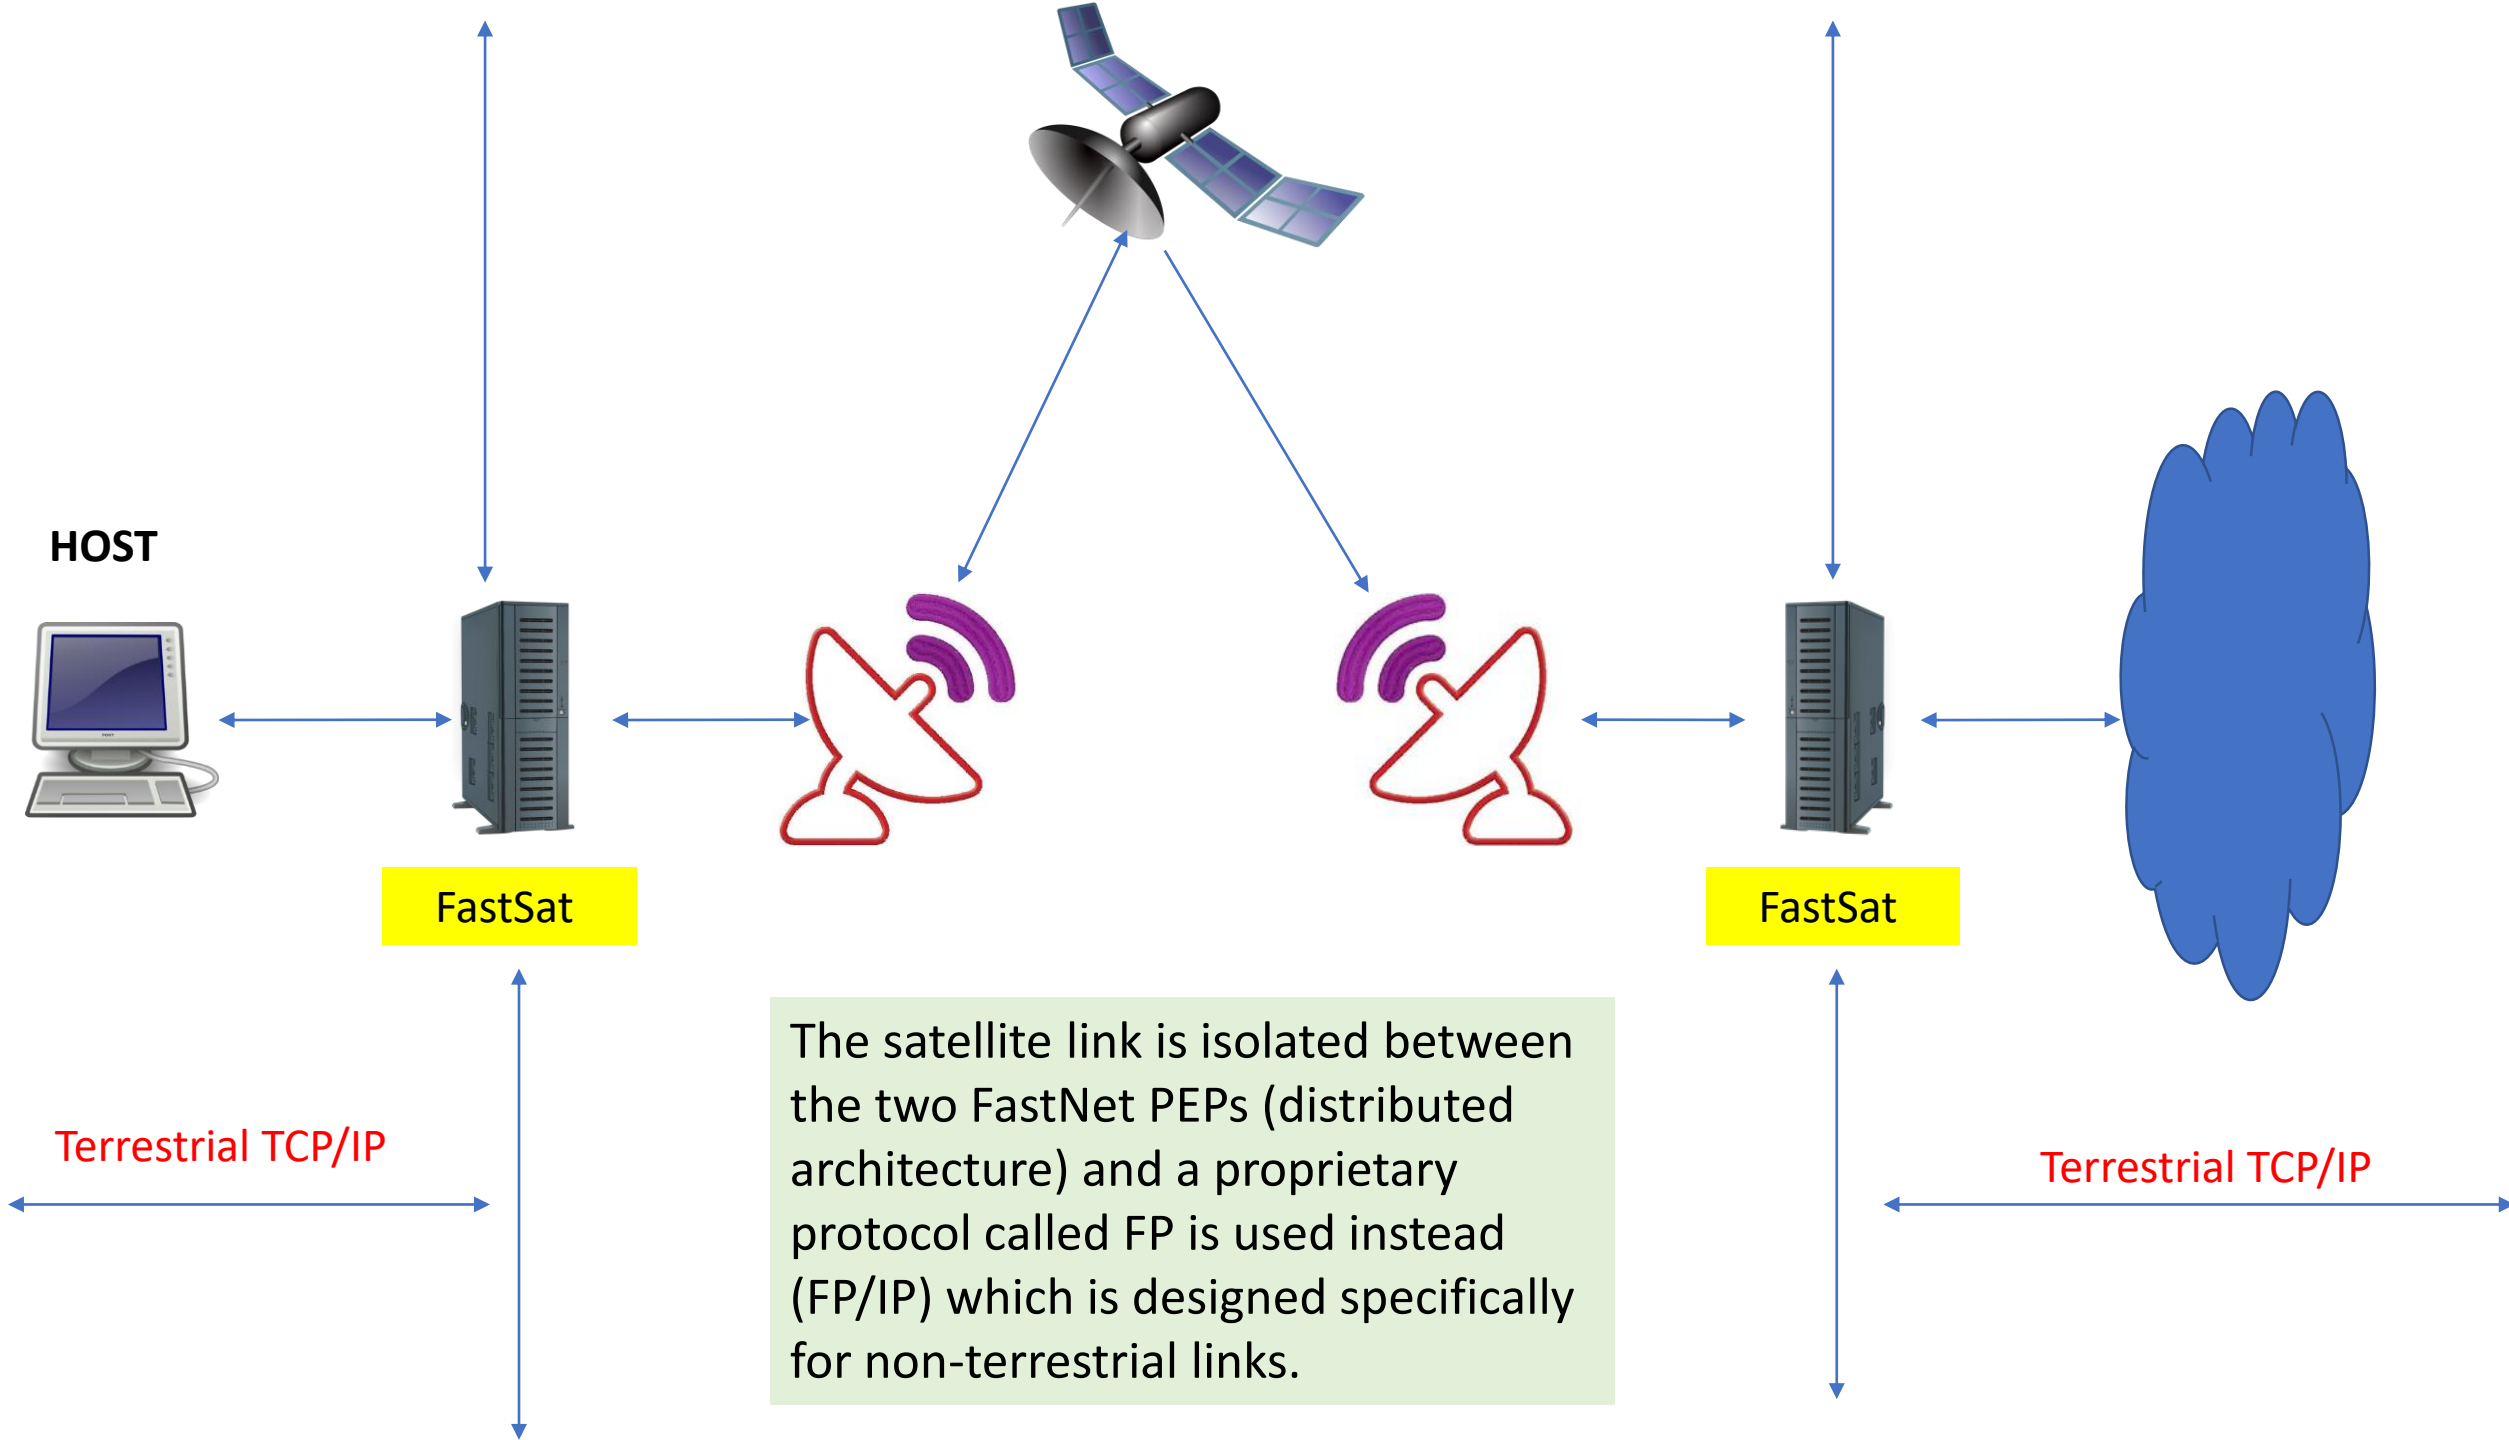 HOST
FastSat
FastSat
The satellite link is isolated between
the two FastNet PEPs (distributed
architecture) and a proprietary
protocol called FP is used instead
(FP/IP) which is designed specifically
for non-terrestrial links.
Terrestrial TCP/IP
Terrestrial TCP/IP